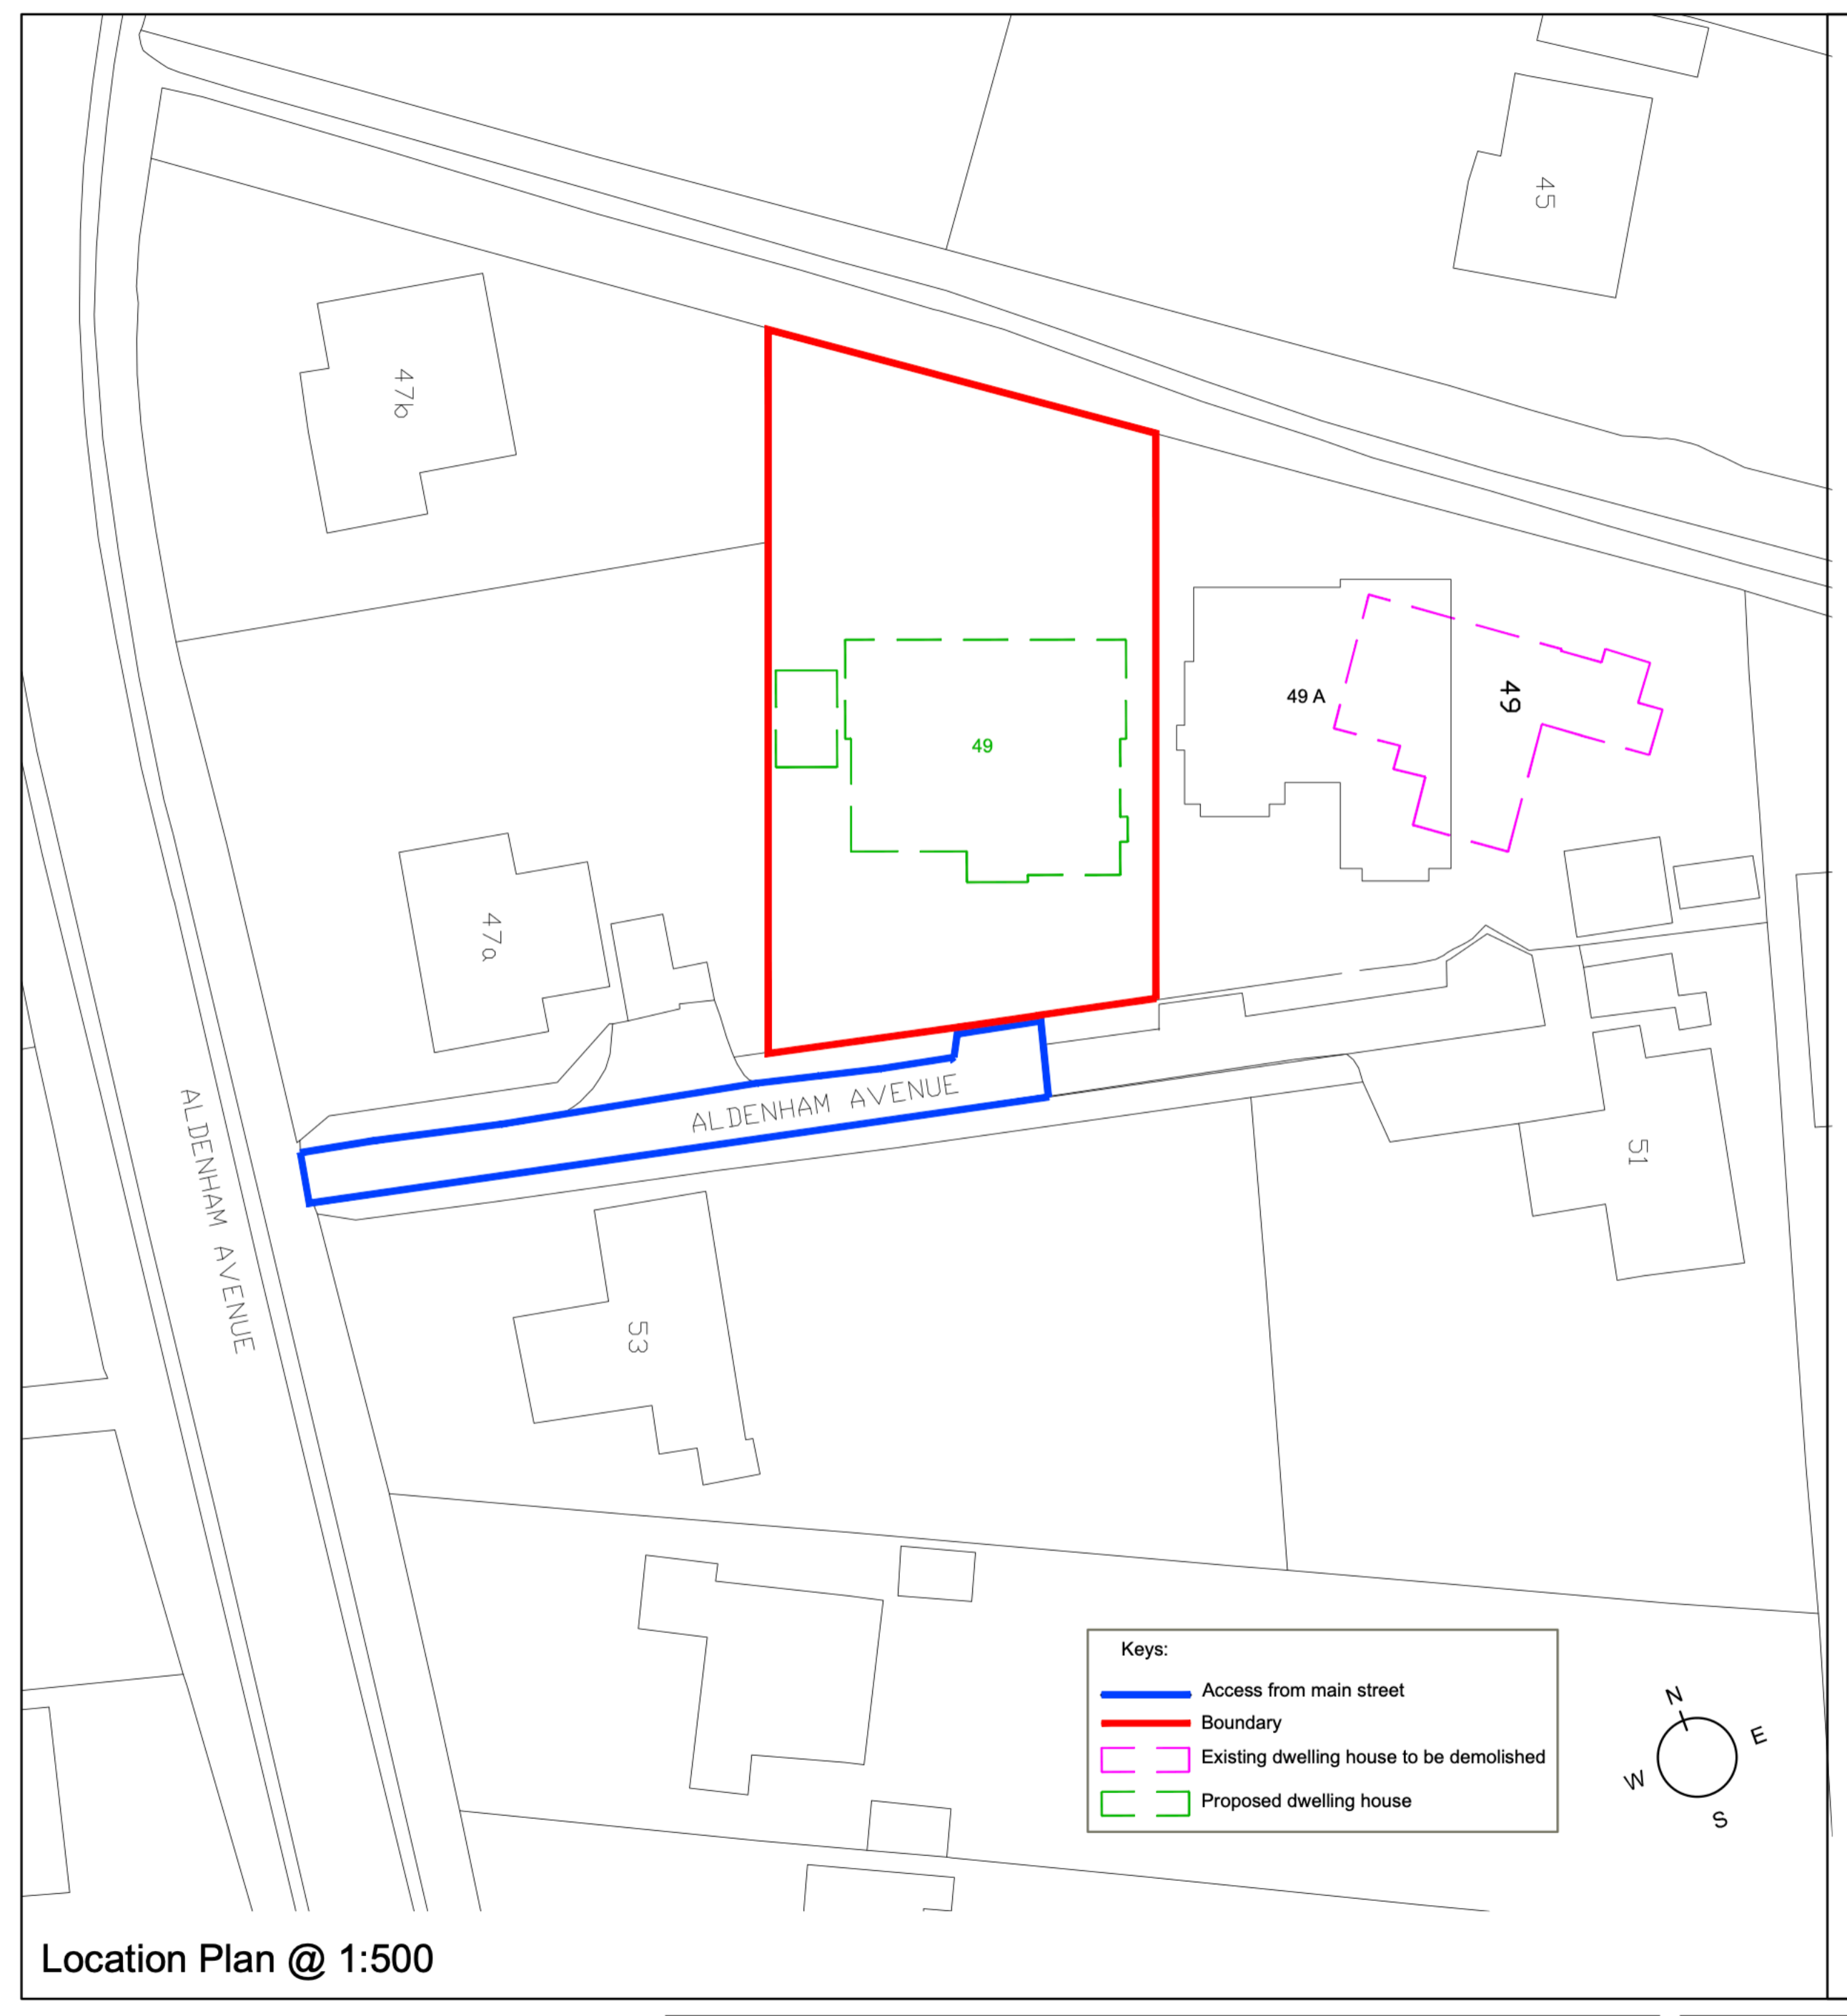 45
47b
49 A
49
49
47a
ALDENHAM AVENUE
ALDENHAM AVENUE
51
53
Keys:
Access from main street
Boundary
Existing dwelling house to be demolished
Proposed dwelling house
N
E
W
S
Location Plan @ 1:500